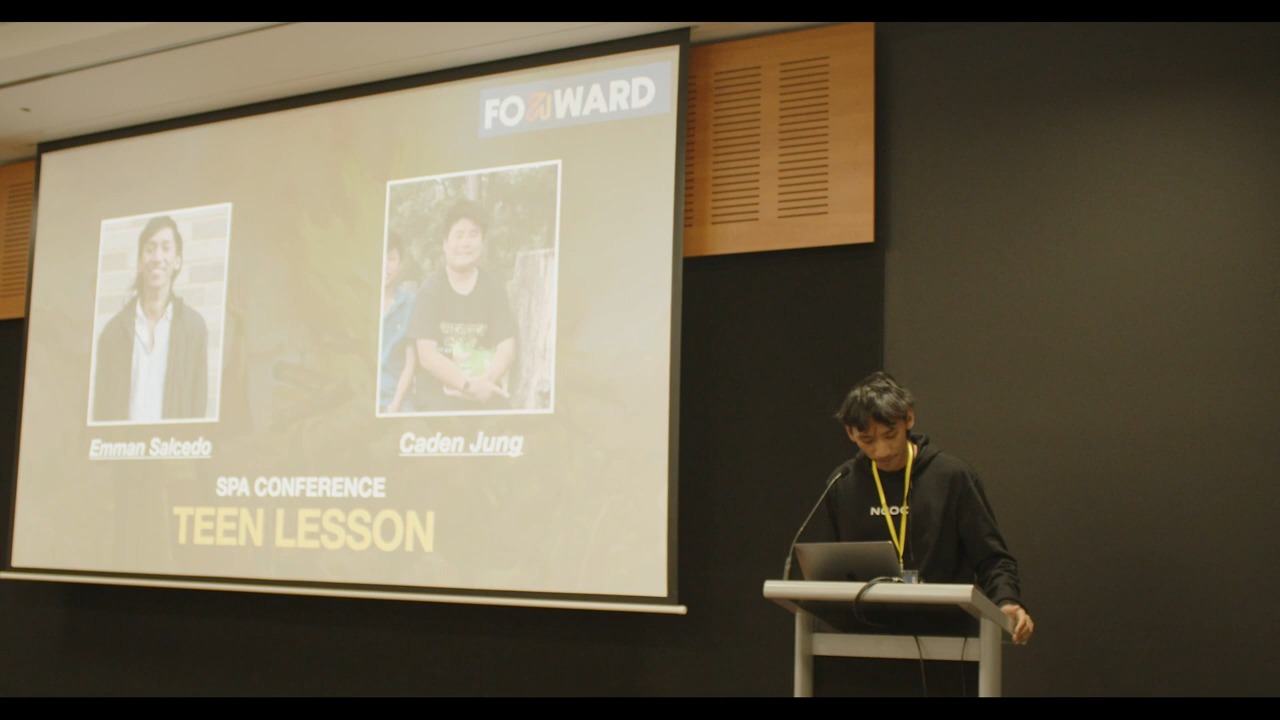 FORWARD
Emman Salcedo
Caden Jung
SPA CONFERENCE
TEEN LESSON